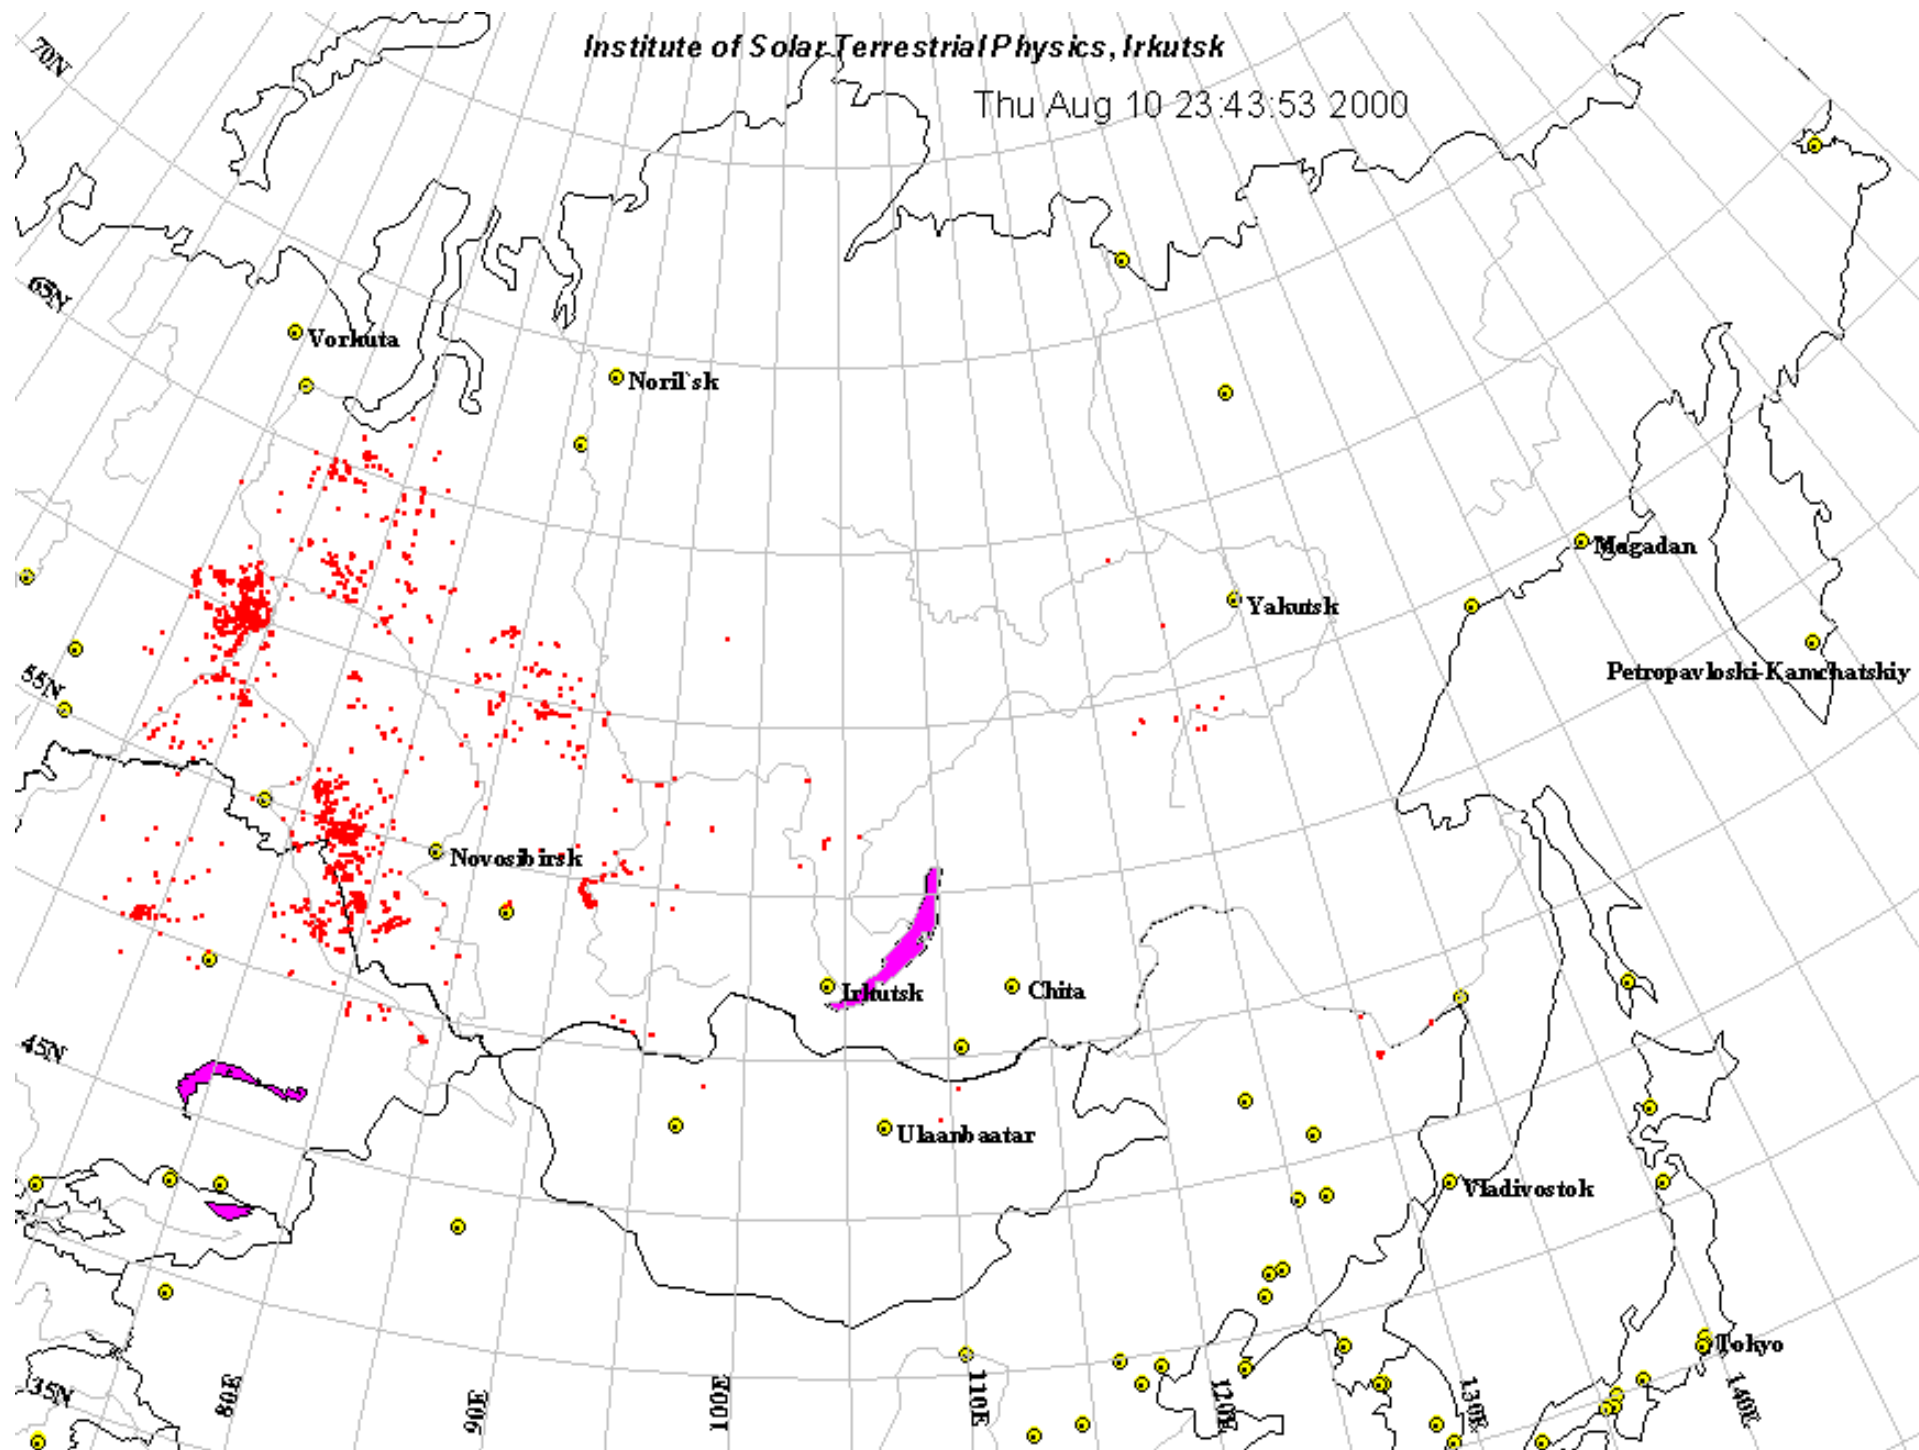 Institute of Solar Terrestrial Physics, Irkutsk
Thu Aug 10 23:43:53 2000
70N
65N
Vorkuta
Noril'sk
Magadan
Yakutsk
55N
Petropavloski-Kamchatskiy
Novosibirsk
Irkutsk
Chita
45N
Ulaanbaatar
Vladivostok
Tokyo
35N
80E
90E
100E
110E
120E
130E
140E